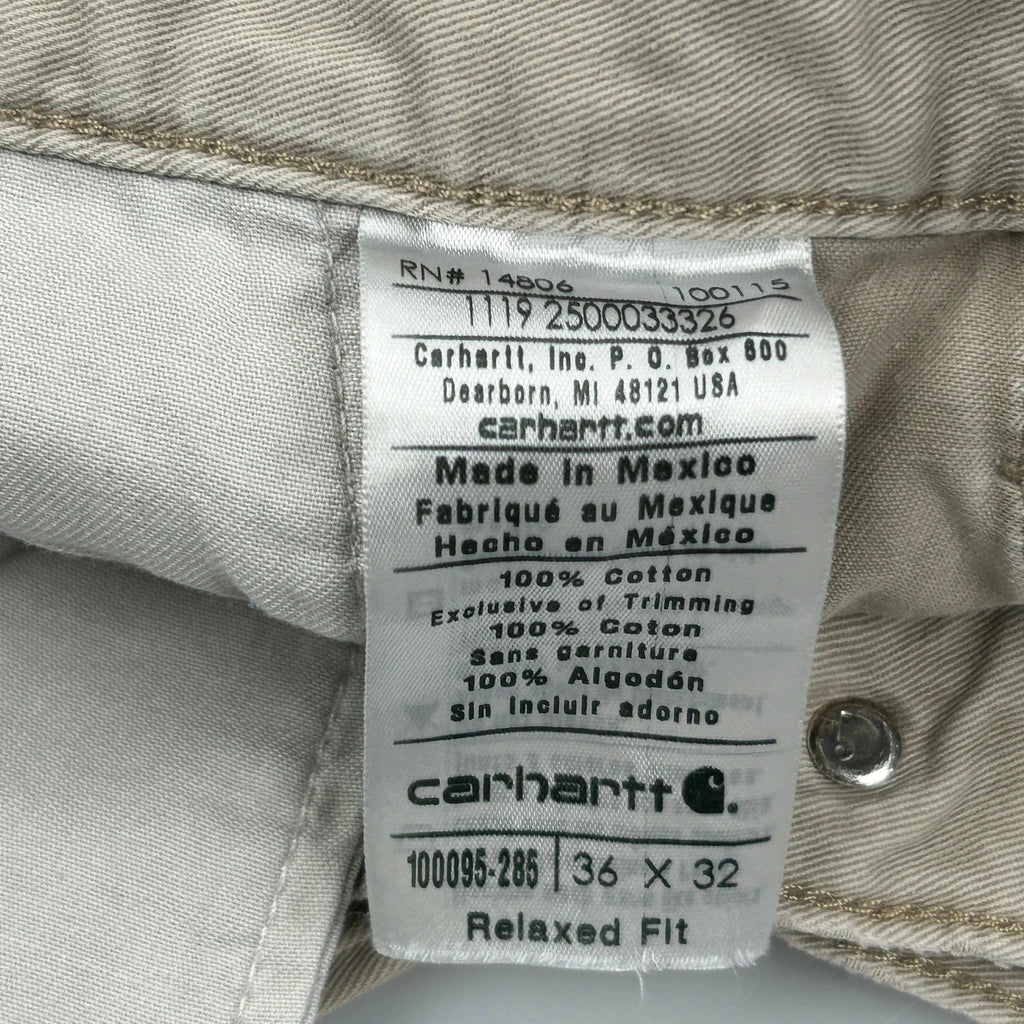 RN# 14806 100115
1119 2500033326
Carhartt, Inc. P. O. Box 600
Dearborn, MI 48121 USA
carhartt.com
Made in Mexico
Fabriqué au Mexique
Hecho en México
100% Cotton
Exclusive of Trimming
100% Coton
Sans garniture
100% Algodón
Sin incluir adorno
carhartt
100095-285 | 36 X 32
Relaxed Fit